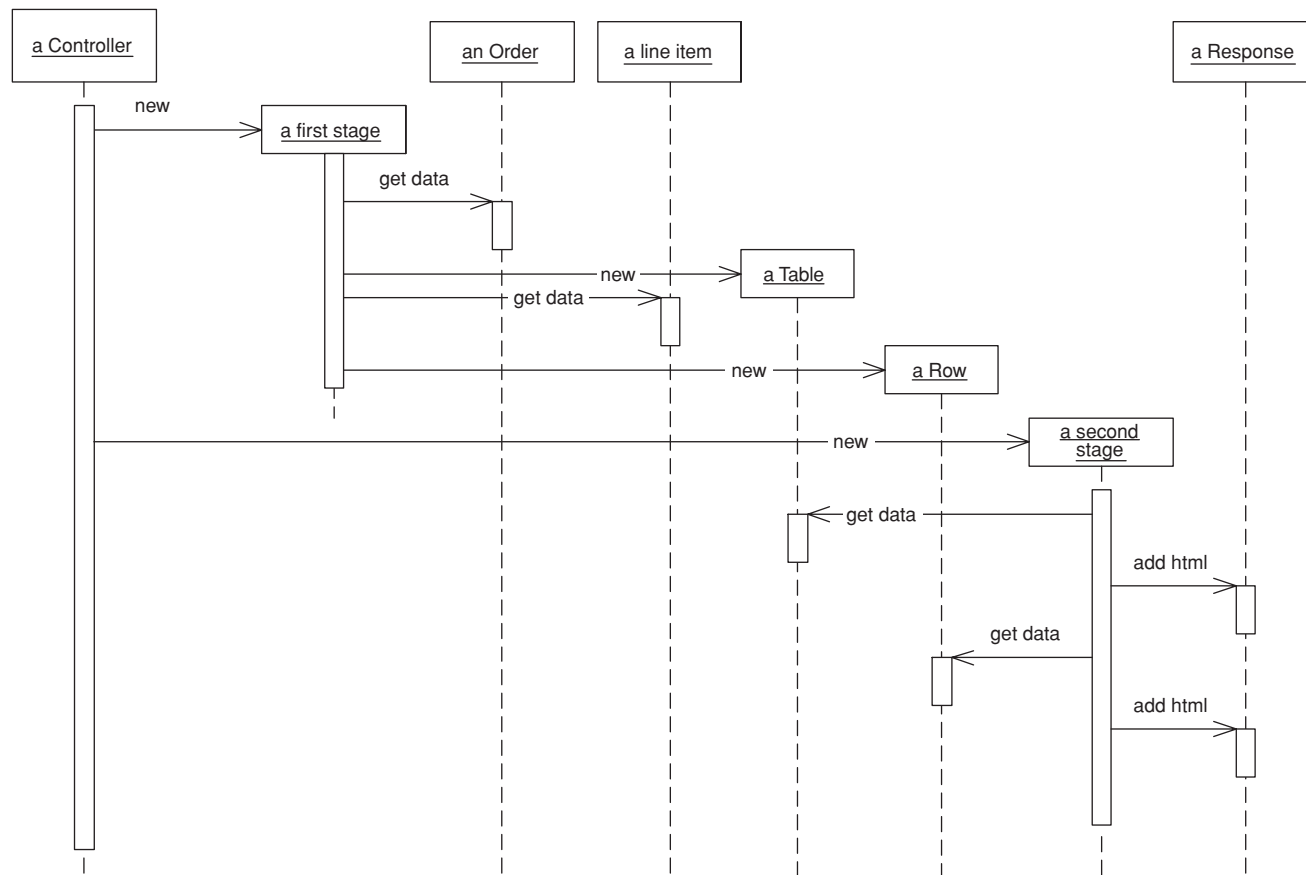 a Controller
an Order
a line item
a Response
new
a first stage
get data
new
a Table
get data
new
a Row
new
a second
stage
get data
add html
get data
add html